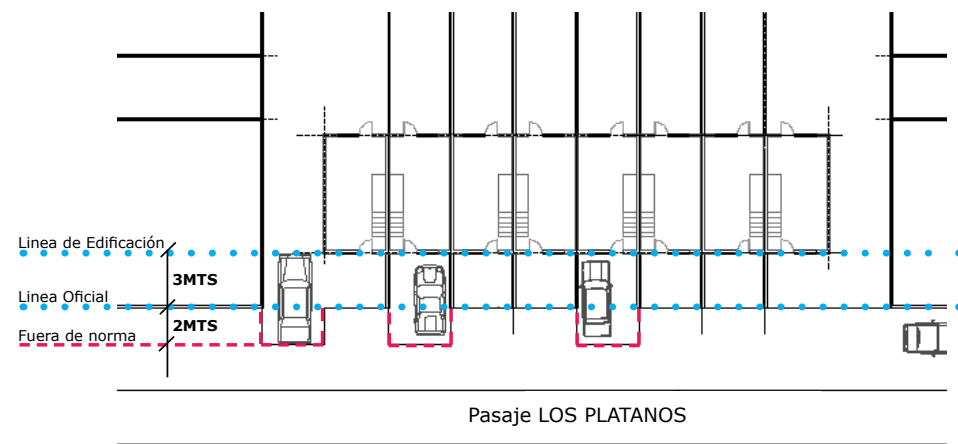 Linea de Edificación
3MTS
Linea Oficial
2MTS
Fuera de norma
Pasaje LOS PLATANOS